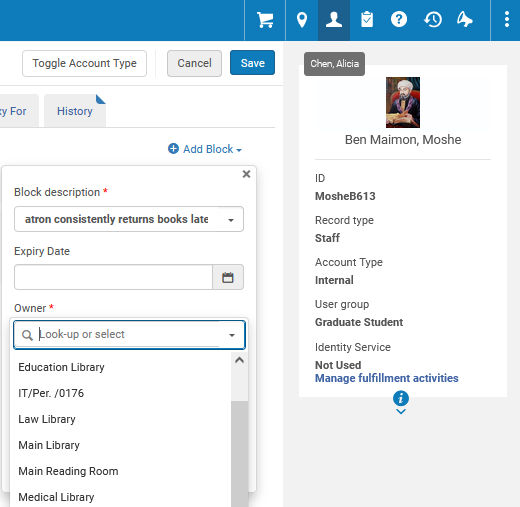 Toggle Account Type
Cancel
Save
Chen, Alicia
y For
History
Add Block
Block description *
atron consistently returns books late
Expiry Date
Owner *
Look-up or select
Education Library
IT/Per. /0176
Law Library
Main Library
Main Reading Room
Medical Library
Ben Maimon, Moshe
ID
MosheB613
Record type
Staff
Account Type
Internal
User group
Graduate Student
Identity Service
Not Used
Manage fulfillment activities